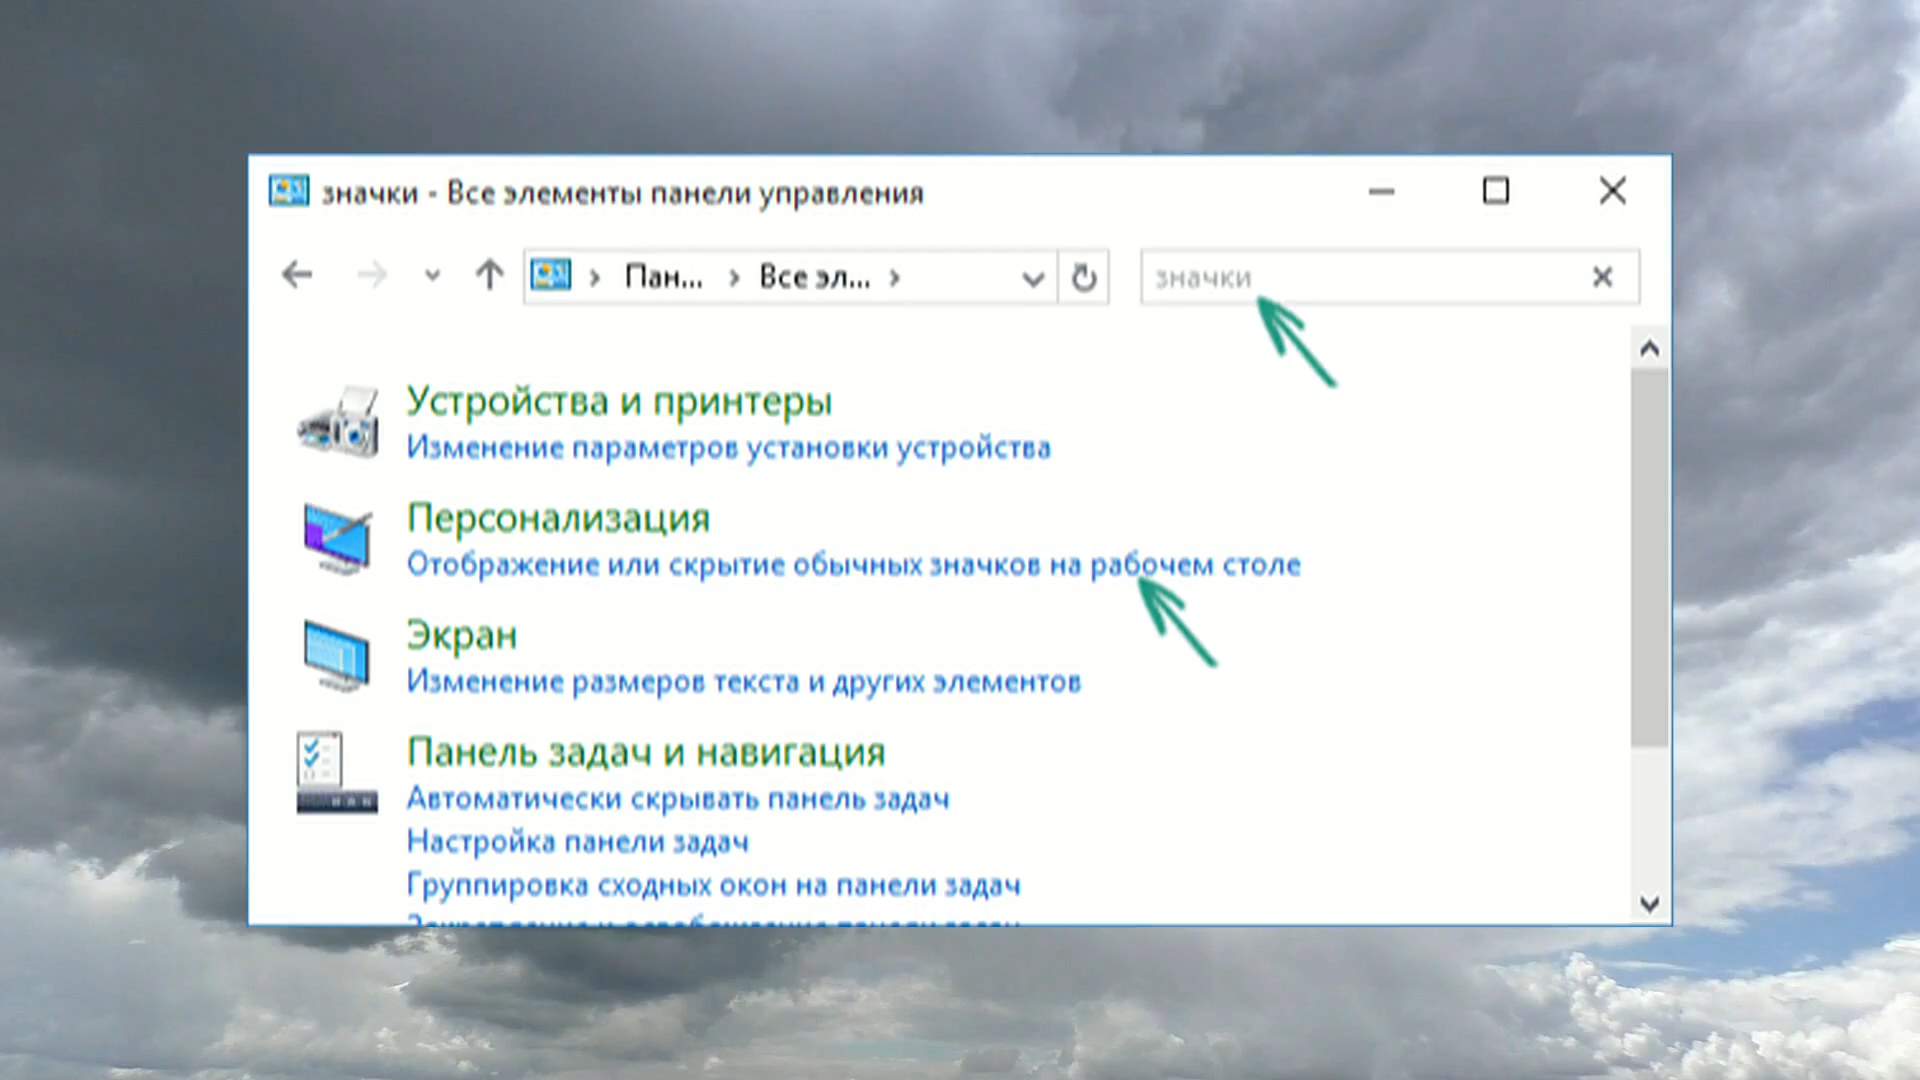 значки - Все элементы панели управления
Пан... Все эл...
значки
Устройства и принтеры
Изменение параметров установки устройства
Персонализация
Отображение или скрытие обычных значков на рабочем столе
Экран
Изменение размеров текста и других элементов
Панель задач и навигация
Автоматически скрывать панель задач
Настройка панели задач
Группировка сходных окон на панели задач